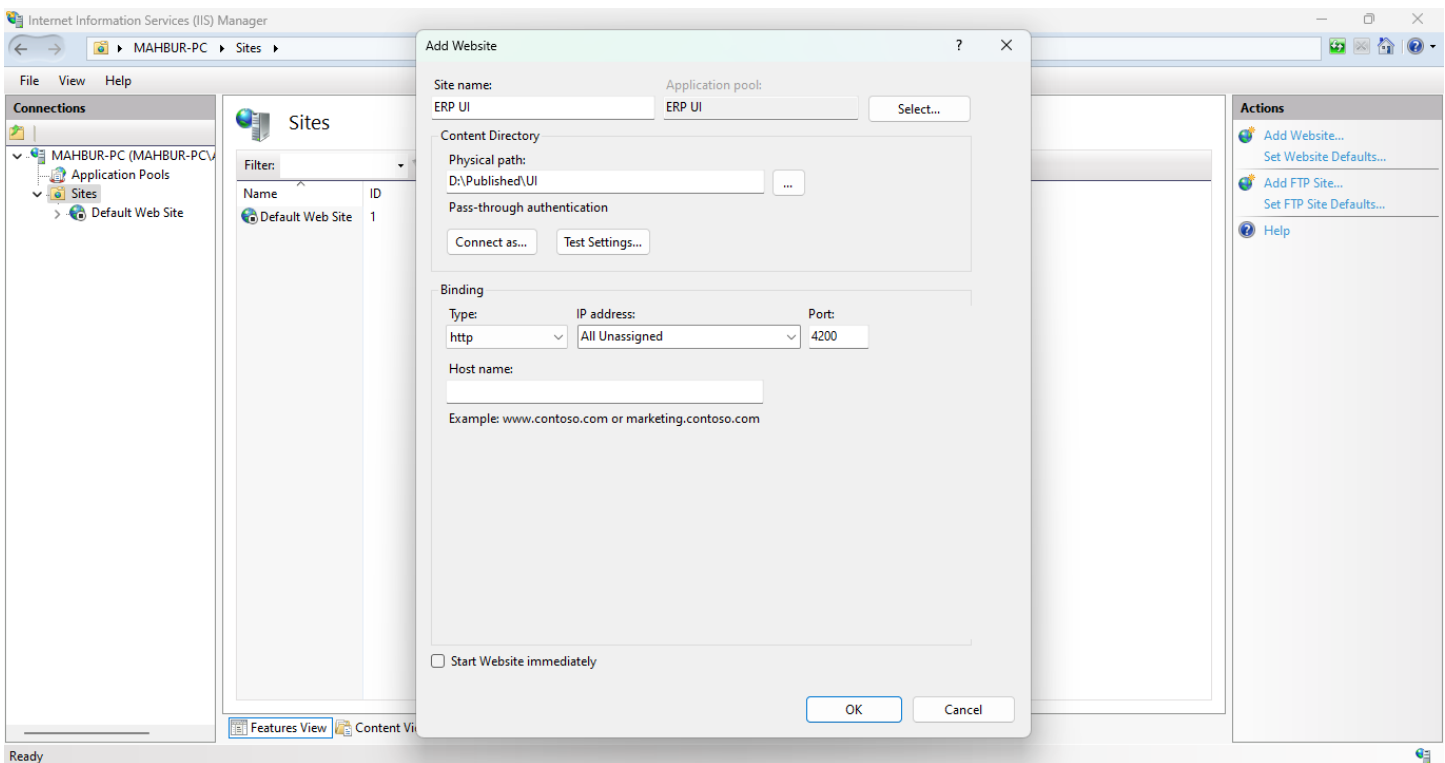 Internet Information Services (IIS) Manager
MAHBUR-PC Sites
File View Help
Connections
MAHBUR-PC (MAHBUR-PC\
Application Pools
Sites
Default Web Site
Sites
Filter:
Name ID
Default Web Site 1
Features View Content Vi
Ready
Add Website ?
Site name: Application pool:
ERP UI ERP UI Select...
Content Directory
Physical path:
D:\Published\UI ...
Pass-through authentication
Connect as... Test Settings...
Binding
Type: IP address: Port:
http All Unassigned 4200
Host name:
Example: www.contoso.com or marketing.contoso.com
Start Website immediately
OK Cancel
Actions
Add Website...
Set Website Defaults...
Add FTP Site...
Set FTP Site Defaults...
Help